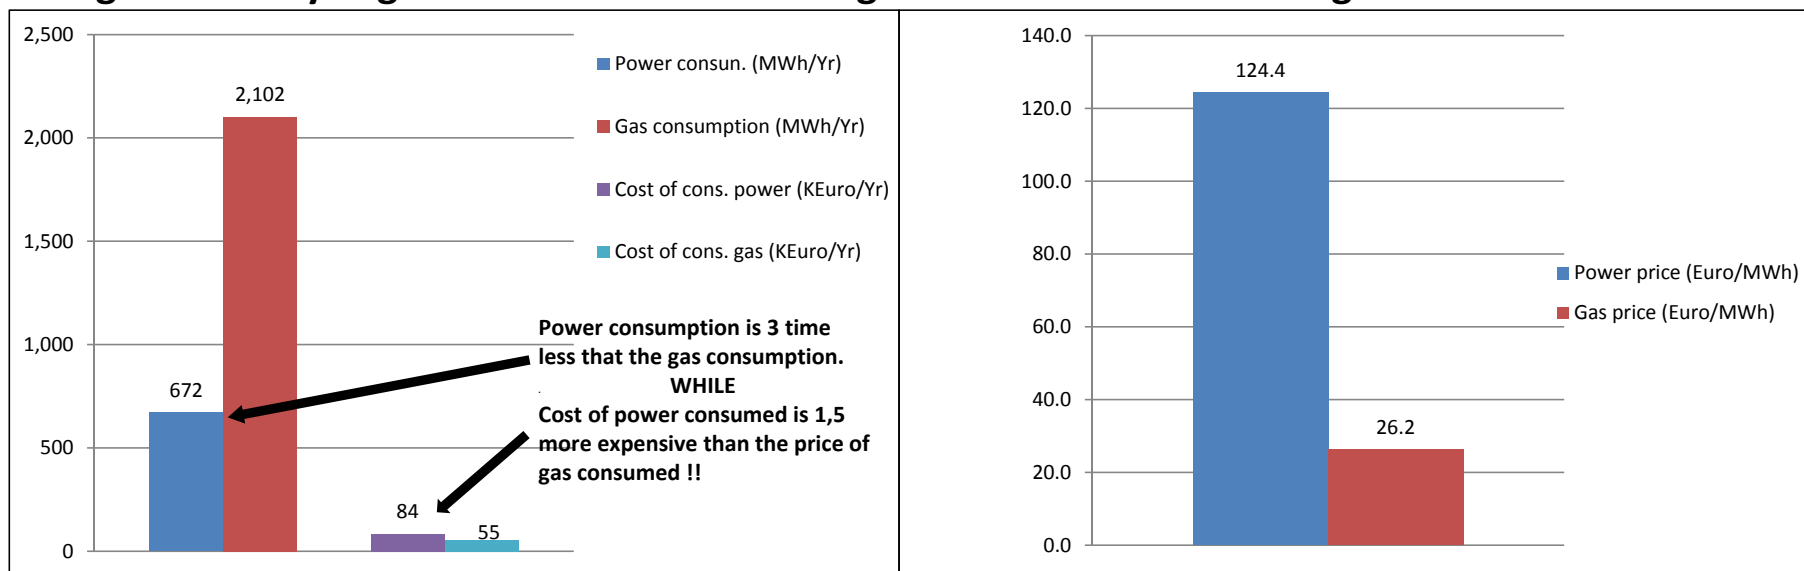 2,500
2,000
1,500
1,000
500
0
2,102
672
84
55
Power consun. (MWh/Yr)
Gas consumption (MWh/Yr)
Cost of cons. power (KEuro/Yr)
Cost of cons. gas (KEuro/Yr)
Power consumption is 3 time
less that the gas consumption.
. WHILE
Cost of power consumed is 1,5
more expensive than the price of
gas consumed !!
140.0
120.0
100.0
80.0
60.0
40.0
20.0
0.0
124.4
26.2
Power price (Euro/MWh)
Gas price (Euro/MWh)